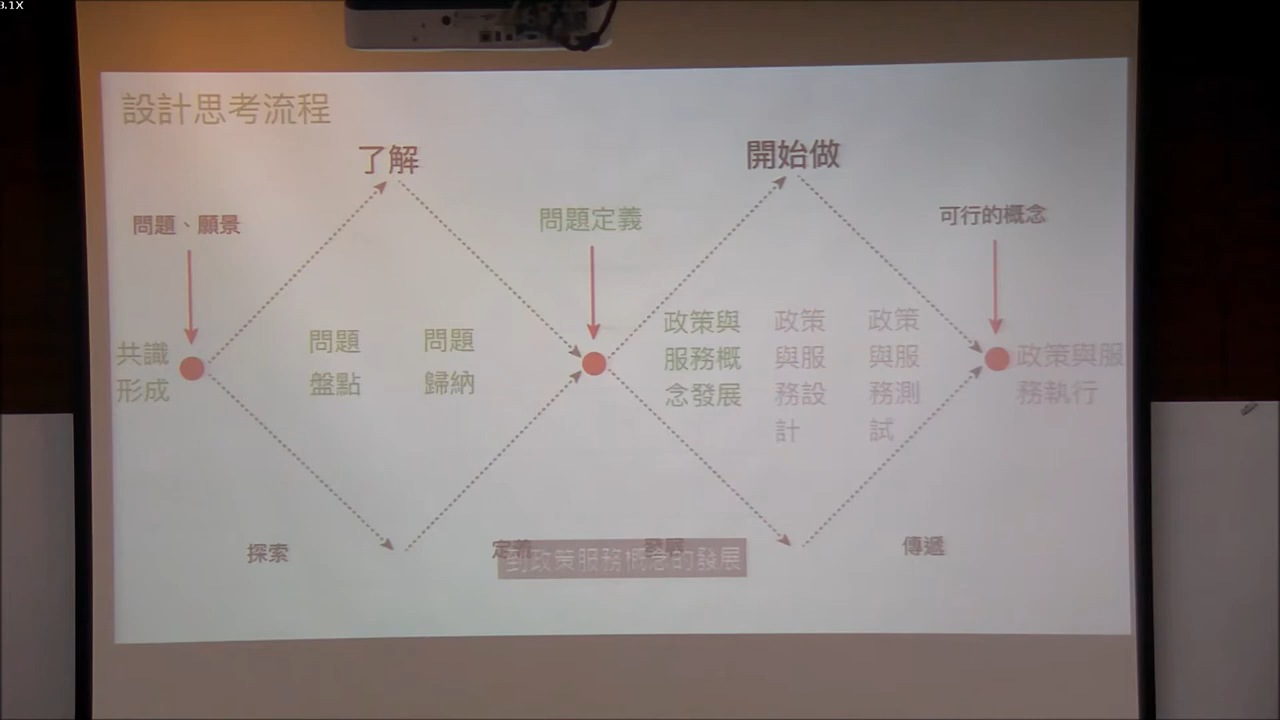 3.1X
設計思考流程
了解
開始做
問題、願景
問題定義
可行的概念
共識
形成
問題
盤點
問題
歸納
政策與
服務概
念發展
政策
與服
務設
計
政策
與服
務測
試
政策與服
務執行
探索
定義
發展
傳遞
到政策服務概念的發展